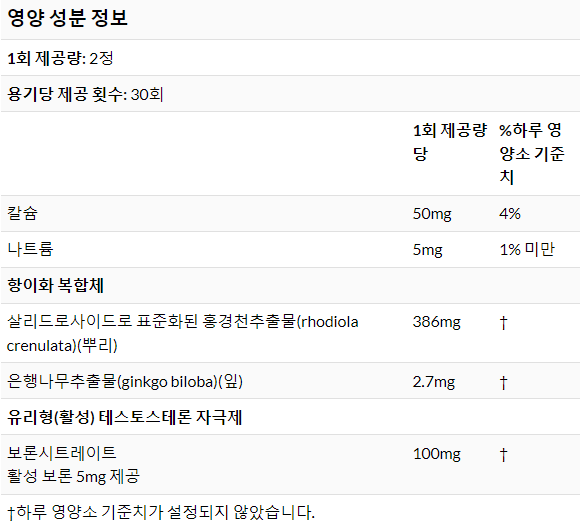 영양 성분 정보
1회 제공량: 2정
용기당 제공 횟수: 30회
1회 제공량당 %하루 영양소 기준치
칼슘 50mg 4%
나트륨 5mg 1% 미만
항이화 복합체
살리드로사이드로 표준화된 홍경천추출물(rhodiola 386mg †
crenulata)(뿌리)
은행나무추출물(ginkgo biloba)(잎) 2.7mg †
유리형(활성) 테스토스테론 자극제
보론시트레이트 100mg †
활성 보론 5mg 제공
†하루 영양소 기준치가 설정되지 않았습니다.